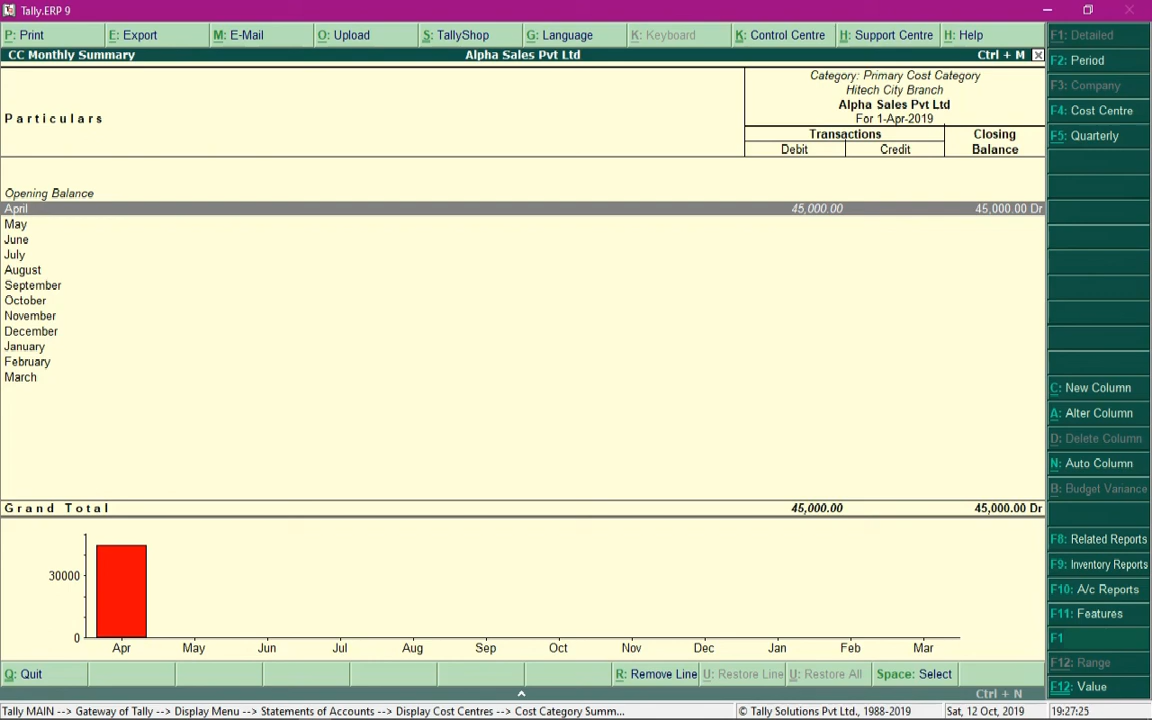 Tally.ERP 9
P: Print
E: Export
M: E-Mail
O: Upload
S: TallyShop
G: Language
K: Keyboard
K: Control Centre
H: Support Centre
H: Help
F1: Detailed
CC Monthly Summary
Alpha Sales Pvt Ltd
Ctrl + M
F2: Period
F3: Company
F4: Cost Centre
F5: Quarterly
Particulars
Category: Primary Cost Category
Hitech City Branch
Alpha Sales Pvt Ltd
For 1-Apr-2019
Transactions
Closing
Debit
Credit
Balance
Opening Balance
April 45,000.00 45,000.00 Dr
May
June
July
August
September
October
November
December
January
February
March
C: New Column
A: Alter Column
D: Delete Column
N: Auto Column
B: Budget Variance
Grand Total 45,000.00 45,000.00 Dr
F8: Related Reports
F9: Inventory Reports
F10: A/c Reports
F11: Features
F1
F12: Range
F12: Value
30000
0
Apr May Jun Jul Aug Sep Oct Nov Dec Jan Feb Mar
Q: Quit
R: Remove Line
U: Restore Line
U: Restore All
Space: Select
Ctrl + N
Tally MAIN --> Gateway of Tally --> Display Menu --> Statements of Accounts --> Display Cost Centres --> Cost Category Summ...
© Tally Solutions Pvt Ltd., 1988-2019
Sat, 12 Oct, 2019
19:27:25